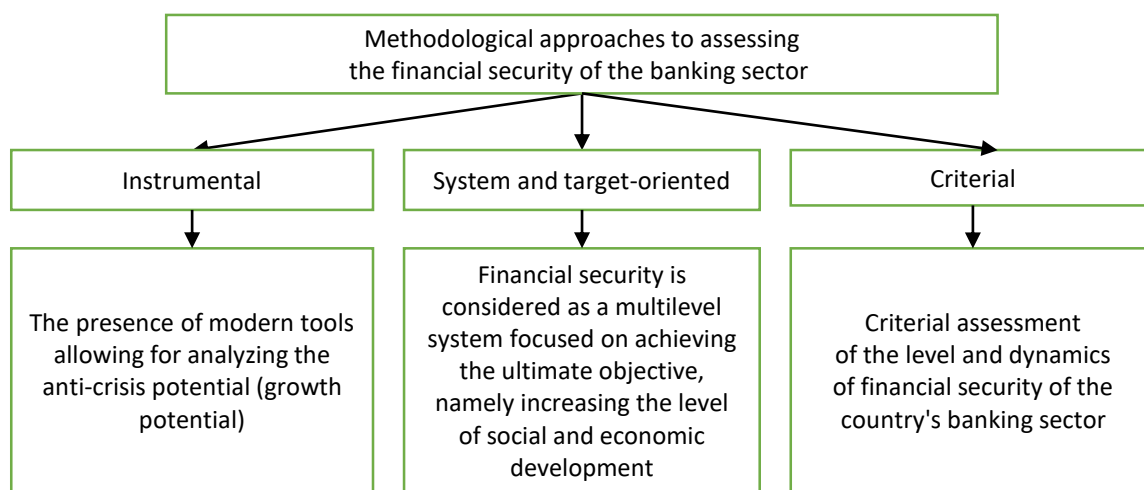 Methodological approaches to assessing
the financial security of the banking sector
Instrumental
System and target-oriented
Criterial
The presence of modern tools
allowing for analyzing the
anti-crisis potential (growth
potential)
Financial security is
considered as a multilevel
system focused on achieving
the ultimate objective,
namely increasing the level
of social and economic
development
Criterial assessment
of the level and dynamics
of financial security of the
country's banking sector